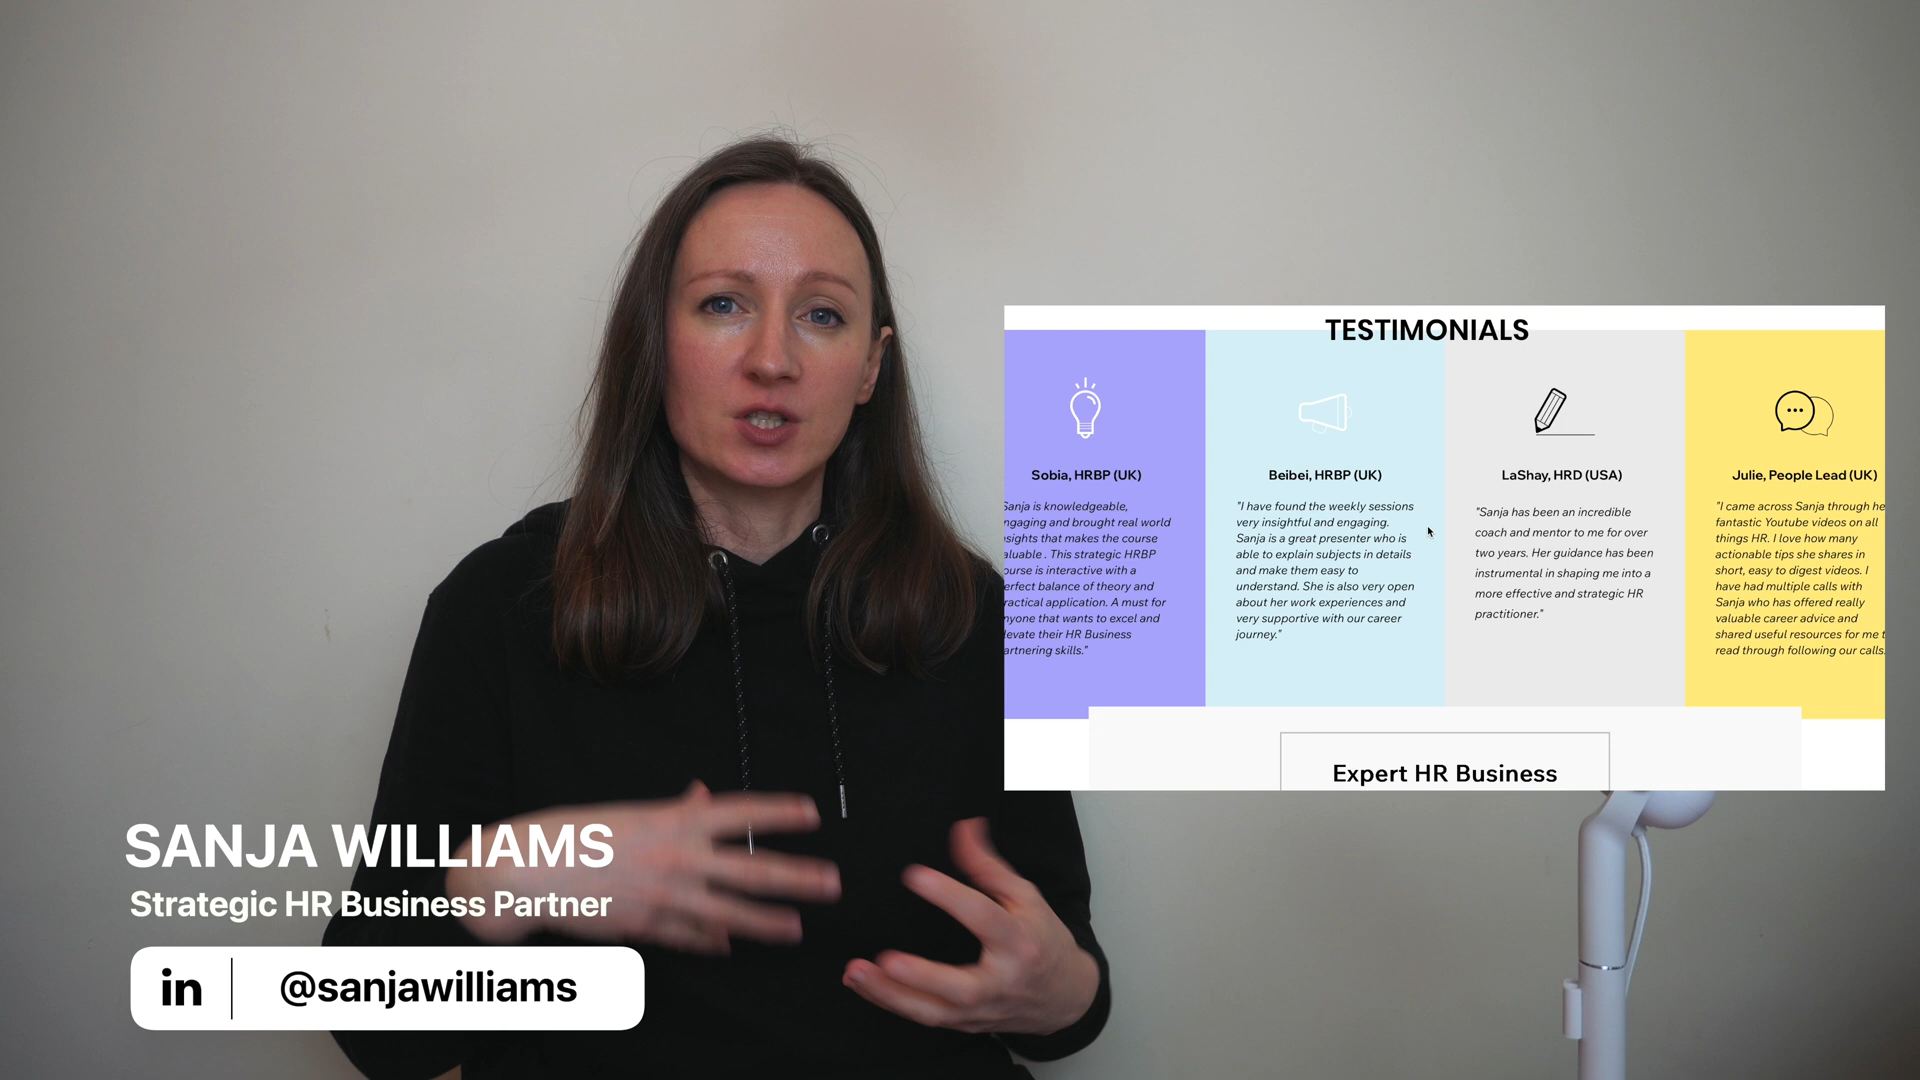 TESTIMONIALS
Sobia, HRBP (UK)
Sanja is knowledgeable,
ngaging and brought real world
nsights that makes the course
aluable . This strategic HRBP
ourse is interactive with a
erfect balance of theory and
ractical application. A must for
nyone that wants to excel and
levate their HR Business
artnering skills."
Beibei, HRBP (UK)
"I have found the weekly sessions
very insightful and engaging.
Sanja is a great presenter who is
able to explain subjects in details
and make them easy to
understand. She is also very open
about her work experiences and
very supportive with our career
journey."
LaShay, HRD (USA)
"Sanja has been an incredible
coach and mentor to me for over
two years. Her guidance has been
instrumental in shaping me into a
more effective and strategic HR
practitioner."
Julie, People Lead (UK)
"I came across Sanja through he
fantastic Youtube videos on all
things HR. I love how many
actionable tips she shares in
short, easy to digest videos. I
have had multiple calls with
Sanja who has offered really
valuable career advice and
shared useful resources for me t
read through following our calls.
Expert HR Business
SANJA WILLIAMS
Strategic HR Business Partner
in
@sanjawilliams